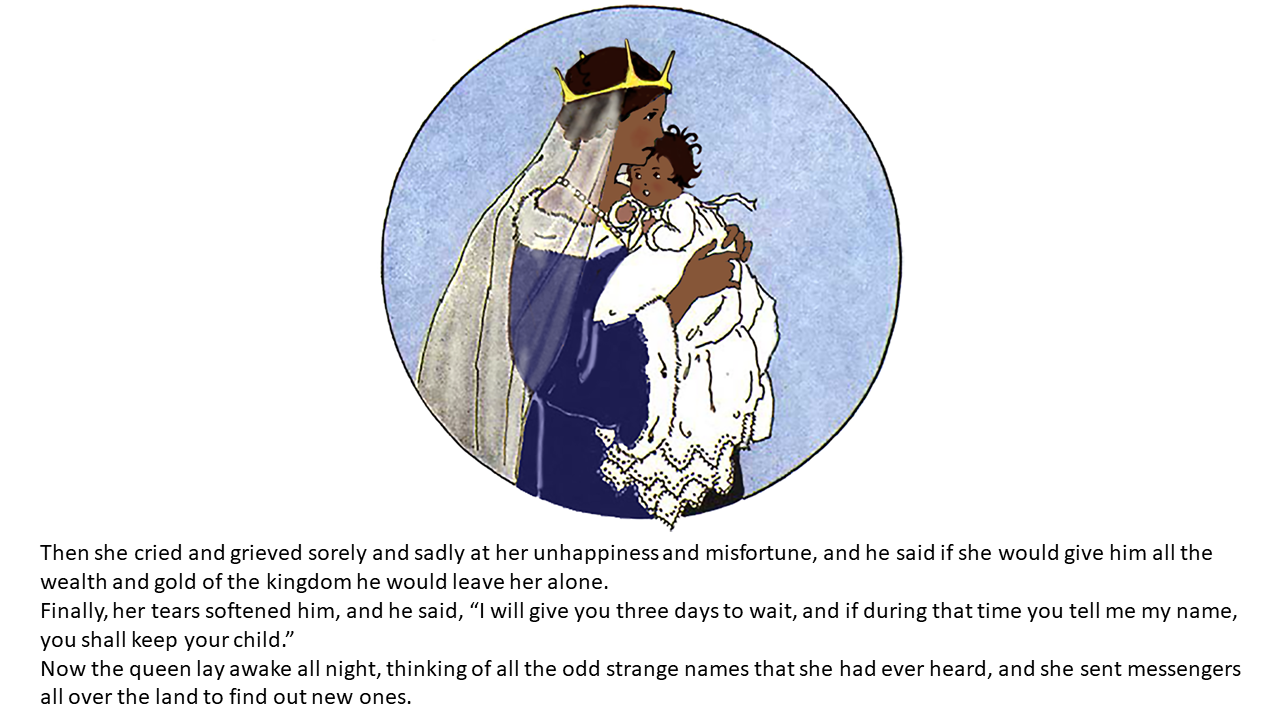 Then she cried and grieved sorely and sadly at her unhappiness and misfortune, and he said if she would give him all the
wealth and gold of the kingdom he would leave her alone.
Finally, her tears softened him, and he said, “I will give you three days to wait, and if during that time you tell me my name,
you shall keep your child.”
Now the queen lay awake all night, thinking of all the odd strange names that she had ever heard, and she sent messengers
all over the land to find out new ones.